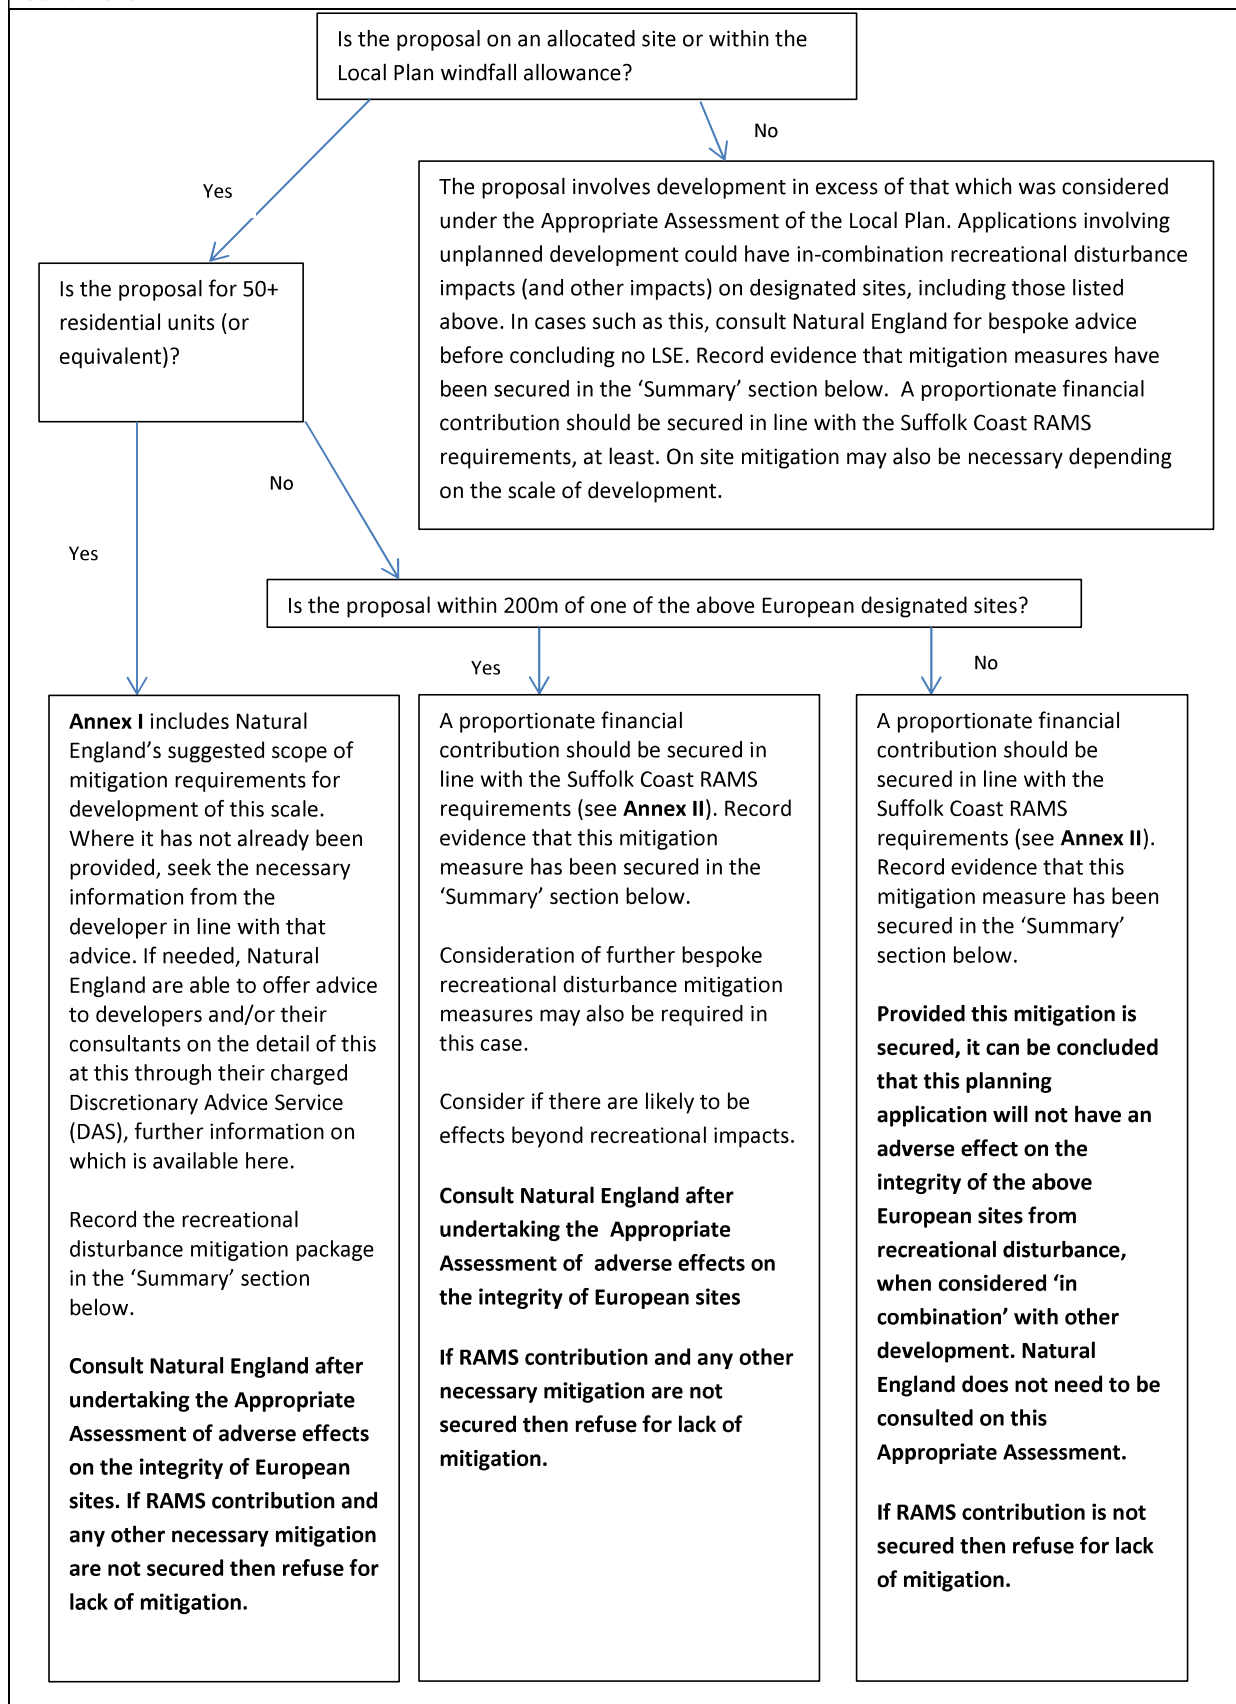 Is the proposal on an allocated site or within the
Local Plan windfall allowance?
No
Yes
The proposal involves development in excess of that which was considered
under the Appropriate Assessment of the Local Plan. Applications involving
unplanned development could have in-combination recreational disturbance
impacts (and other impacts) on designated sites, including those listed
above. In cases such as this, consult Natural England for bespoke advice
before concluding no LSE. Record evidence that mitigation measures have
been secured in the ‘Summary’ section below.  A proportionate financial
contribution should be secured in line with the Suffolk Coast RAMS
requirements, at least. On site mitigation may also be necessary depending
on the scale of development.
Is the proposal for 50+
residential units (or
equivalent)?
No
Yes
Is the proposal within 200m of one of the above European designated sites?
Yes
No
Annex I includes Natural
England’s suggested scope of
mitigation requirements for
development of this scale.
Where it has not already been
provided, seek the necessary
information from the
developer in line with that
advice. If needed, Natural
England are able to offer advice
to developers and/or their
consultants on the detail of this
at this through their charged
Discretionary Advice Service
(DAS), further information on
which is available here.
Record the recreational
disturbance mitigation package
in the ‘Summary’ section
below.
Consult Natural England after
undertaking the Appropriate
Assessment of adverse effects
on the integrity of European
sites. If RAMS contribution and
any other necessary mitigation
are not secured then refuse for
lack of mitigation.
A proportionate financial
contribution should be secured in
line with the Suffolk Coast RAMS
requirements (see Annex II). Record
evidence that this mitigation
measure has been secured in the
‘Summary’ section below.
Consideration of further bespoke
recreational disturbance mitigation
measures may also be required in
this case.
Consider if there are likely to be
effects beyond recreational impacts.
Consult Natural England after
undertaking the  Appropriate
Assessment of  adverse effects on
the integrity of European sites
If RAMS contribution and any other
necessary mitigation are not
secured then refuse for lack of
mitigation.
A proportionate financial
contribution should be
secured in line with the
Suffolk Coast RAMS
requirements (see Annex II).
Record evidence that this
mitigation measure has been
secured in the ‘Summary’
section below.
Provided this mitigation is
secured, it can be concluded
that this planning
application will not have an
adverse effect on the
integrity of the above
European sites from
recreational disturbance,
when considered ‘in
combination’ with other
development. Natural
England does not need to be
consulted on this
Appropriate Assessment.
If RAMS contribution is not
secured then refuse for lack
of mitigation.